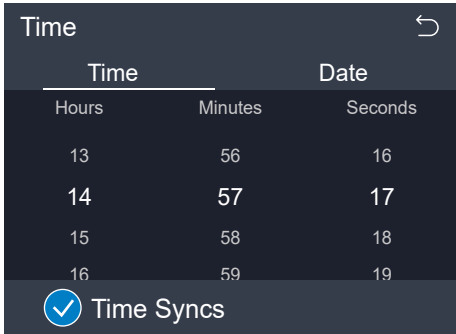 Time
Time Date
Hours Minutes Seconds
13 56 16
14 57 17
15 58 18
16 59 19
Time Syncs